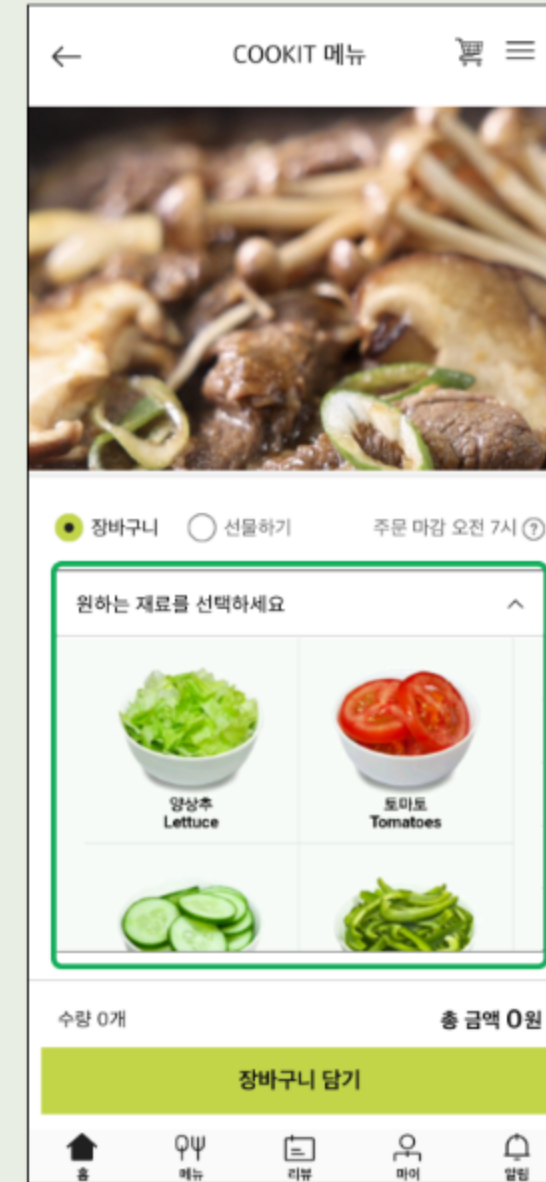 COOKIT 메뉴
장바구니 선물하기 주문 마감 오전 7시 ?
원하는 재료를 선택하세요
양상추 토마토
Lettuce Tomatoes
수량 0개 총 금액 0원
장바구니 담기
홈 메뉴 리뷰 마이 알림